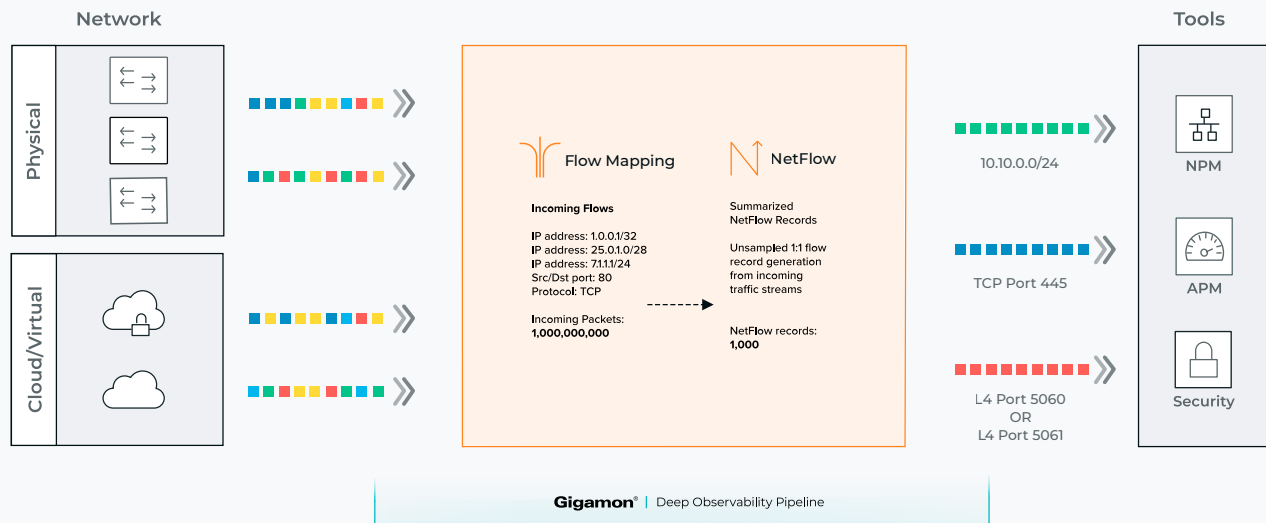 Network
Tools
Physical
Cloud/Virtual
Flow Mapping
Incoming Flows
IP address: 1.0.0.1/32
IP address: 25.0.1.0/28
IP address: 7.1.1.1/24
Src/Dst port: 80
Protocol: TCP
Incoming Packets:
1,000,000,000
NetFlow
Summarized
NetFlow Records
Unsampled 1:1 flow
record generation
from incoming
traffic streams
NetFlow records:
1,000
10.10.0.0/24
TCP Port 445
L4 Port 5060
OR
L4 Port 5061
NPM
APM
Security
Gigamon® | Deep Observability Pipeline